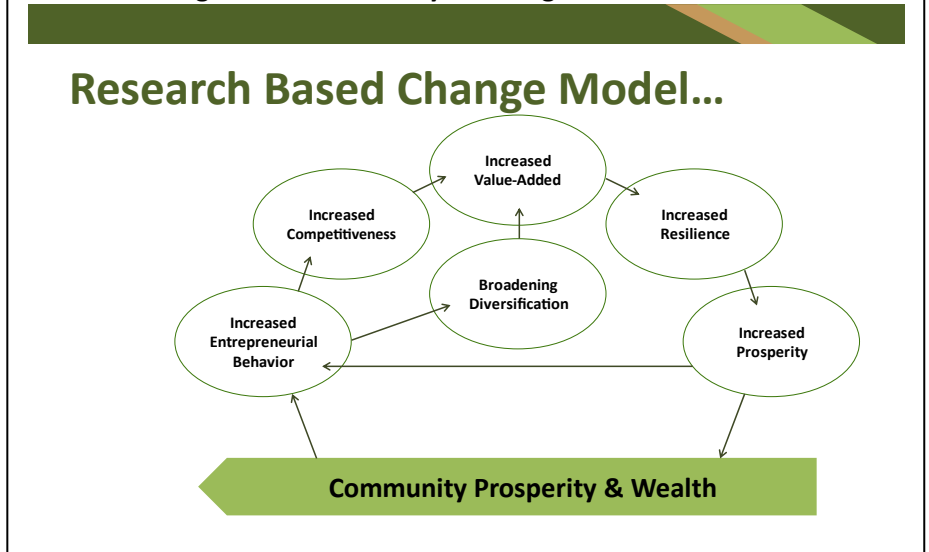 Research Based Change Model...
Increased
Value-Added
Increased
Competitiveness
Increased
Resilience
Broadening
Diversification
Increased
Entrepreneurial
Behavior
Increased
Prosperity
Community Prosperity & Wealth